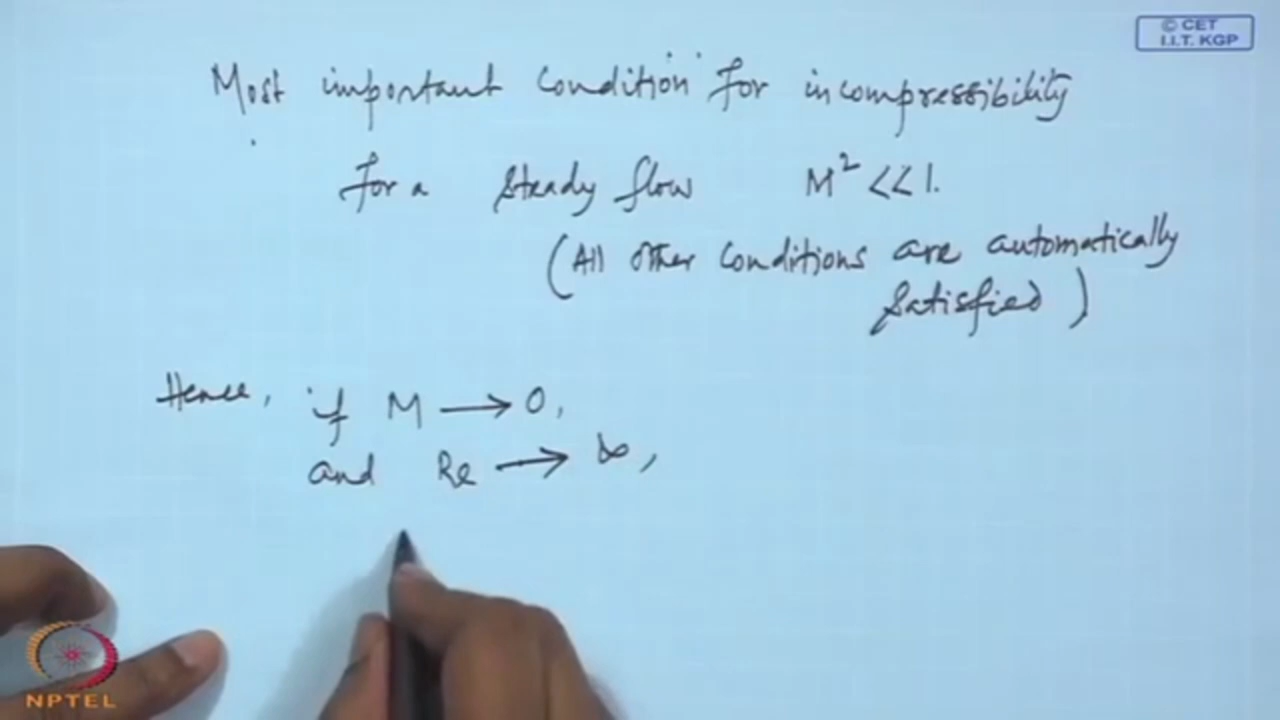 © CET
I.I.T. KGP
Most important condition for incompressibility
for a steady flow M² << 1.
(All other conditions are automatically
satisfied)
Hence, if M → 0,
and Re → ∞,
NPTEL